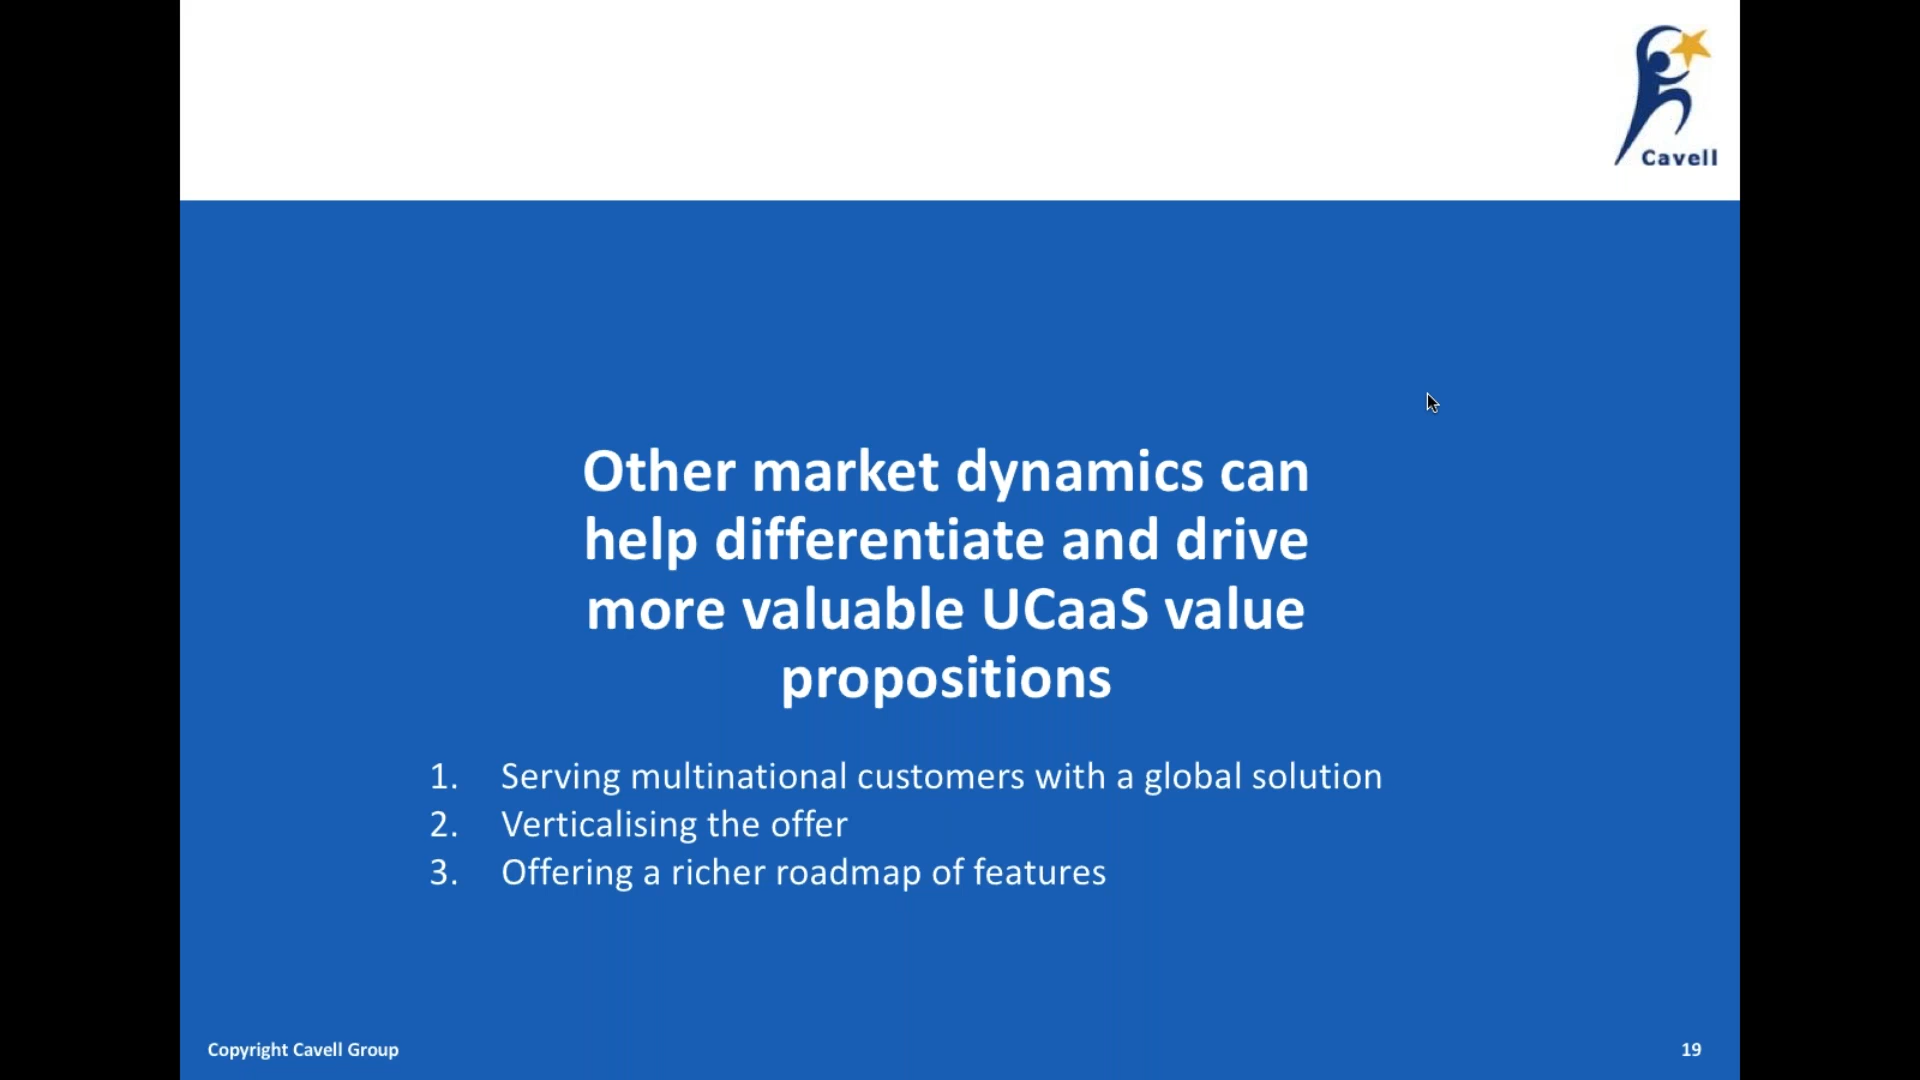 Cavell
Other market dynamics can
help differentiate and drive
more valuable UCaaS value
propositions
1. Serving multinational customers with a global solution
2. Verticalising the offer
3. Offering a richer roadmap of features
Copyright Cavell Group
19